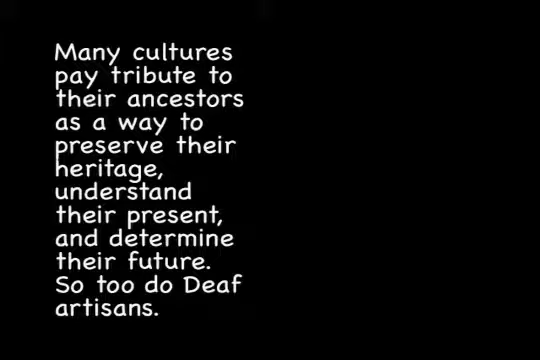 Many cultures
pay tribute to
their ancestors
as a way to
preserve their
heritage,
understand
their present,
and determine
their future.
So too do Deaf
artisans.